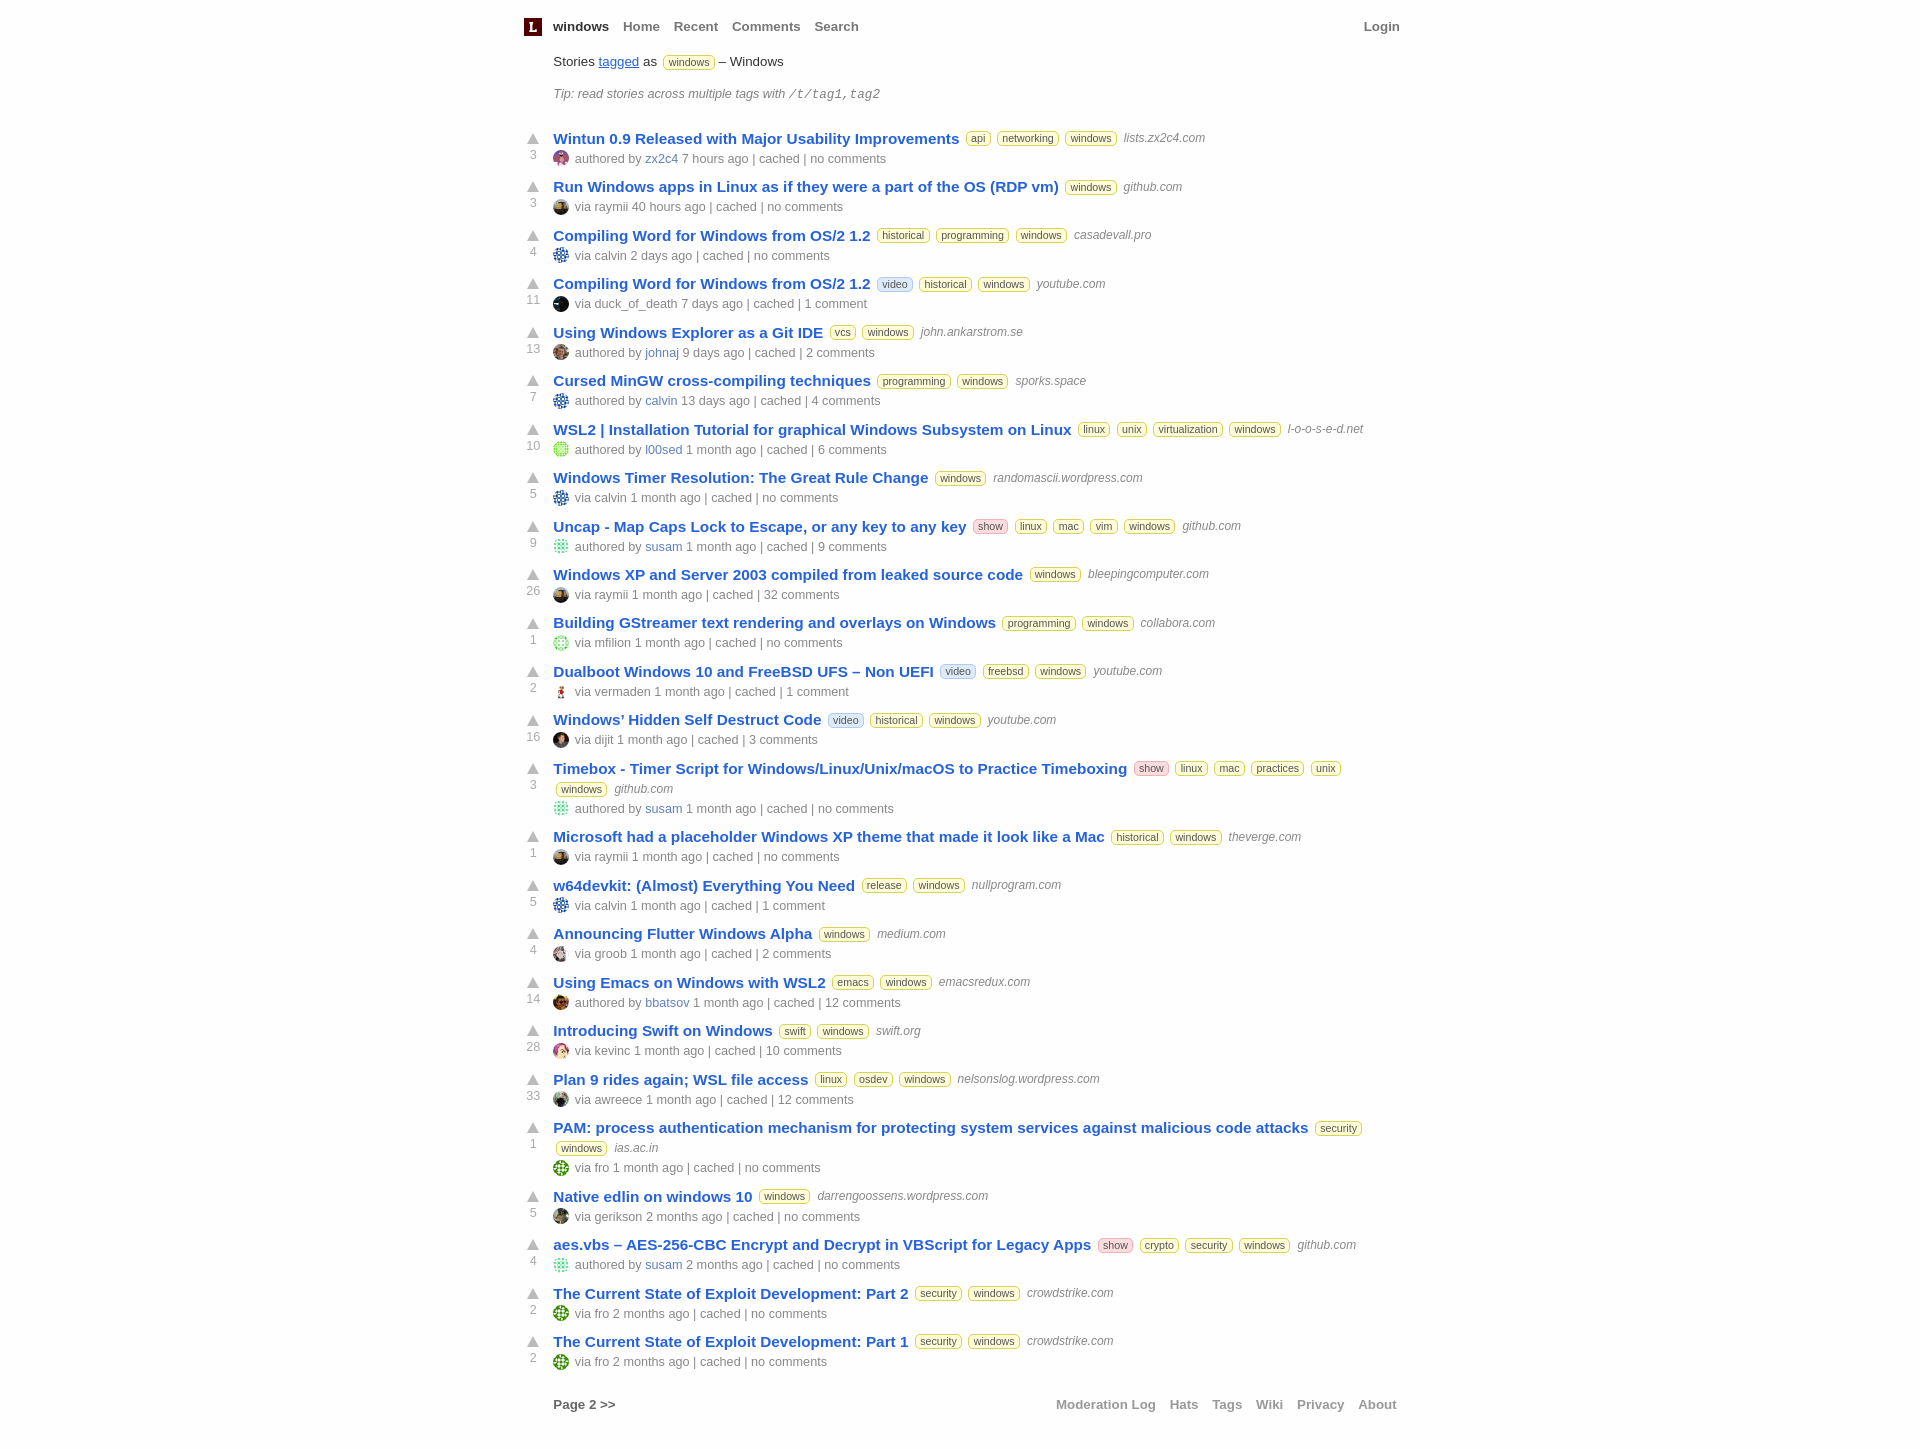 L windows Home Recent Comments Search Login
Stories tagged as windows – Windows
Tip: read stories across multiple tags with /t/tag1,tag2
Wintun 0.9 Released with Major Usability Improvements api networking windows lists.zx2c4.com
3 authored by zx2c4 7 hours ago | cached | no comments
Run Windows apps in Linux as if they were a part of the OS (RDP vm) windows github.com
3 via raymii 40 hours ago | cached | no comments
Compiling Word for Windows from OS/2 1.2 historical programming windows casadevall.pro
4 via calvin 2 days ago | cached | no comments
Compiling Word for Windows from OS/2 1.2 video historical windows youtube.com
11 via duck_of_death 7 days ago | cached | 1 comment
Using Windows Explorer as a Git IDE vcs windows john.ankarstrom.se
13 authored by johnaj 9 days ago | cached | 2 comments
Cursed MinGW cross-compiling techniques programming windows sporks.space
7 authored by calvin 13 days ago | cached | 4 comments
WSL2 | Installation Tutorial for graphical Windows Subsystem on Linux linux unix virtualization windows l-o-o-s-e-d.net
10 authored by l00sed 1 month ago | cached | 6 comments
Windows Timer Resolution: The Great Rule Change windows randomascii.wordpress.com
5 via calvin 1 month ago | cached | no comments
Uncap - Map Caps Lock to Escape, or any key to any key show linux mac vim windows github.com
9 authored by susam 1 month ago | cached | 9 comments
Windows XP and Server 2003 compiled from leaked source code windows bleepingcomputer.com
26 via raymii 1 month ago | cached | 32 comments
Building GStreamer text rendering and overlays on Windows programming windows collabora.com
1 via mfilion 1 month ago | cached | no comments
Dualboot Windows 10 and FreeBSD UFS – Non UEFI video freebsd windows youtube.com
2 via vermaden 1 month ago | cached | 1 comment
Windows’ Hidden Self Destruct Code video historical windows youtube.com
16 via dijit 1 month ago | cached | 3 comments
Timebox - Timer Script for Windows/Linux/Unix/macOS to Practice Timeboxing show linux mac practices unix
3 windows github.com
authored by susam 1 month ago | cached | no comments
Microsoft had a placeholder Windows XP theme that made it look like a Mac historical windows theverge.com
1 via raymii 1 month ago | cached | no comments
w64devkit: (Almost) Everything You Need release windows nullprogram.com
5 via calvin 1 month ago | cached | 1 comment
Announcing Flutter Windows Alpha windows medium.com
4 via groob 1 month ago | cached | 2 comments
Using Emacs on Windows with WSL2 emacs windows emacsredux.com
14 authored by bbatsov 1 month ago | cached | 12 comments
Introducing Swift on Windows swift windows swift.org
28 via kevinc 1 month ago | cached | 10 comments
Plan 9 rides again; WSL file access linux osdev windows nelsonslog.wordpress.com
33 via awreece 1 month ago | cached | 12 comments
PAM: process authentication mechanism for protecting system services against malicious code attacks security
1 windows ias.ac.in
via fro 1 month ago | cached | no comments
Native edlin on windows 10 windows darrengoossens.wordpress.com
5 via gerikson 2 months ago | cached | no comments
aes.vbs – AES-256-CBC Encrypt and Decrypt in VBScript for Legacy Apps show crypto security windows github.com
4 authored by susam 2 months ago | cached | no comments
The Current State of Exploit Development: Part 2 security windows crowdstrike.com
2 via fro 2 months ago | cached | no comments
The Current State of Exploit Development: Part 1 security windows crowdstrike.com
2 via fro 2 months ago | cached | no comments
Page 2 >> Moderation Log Hats Tags Wiki Privacy About